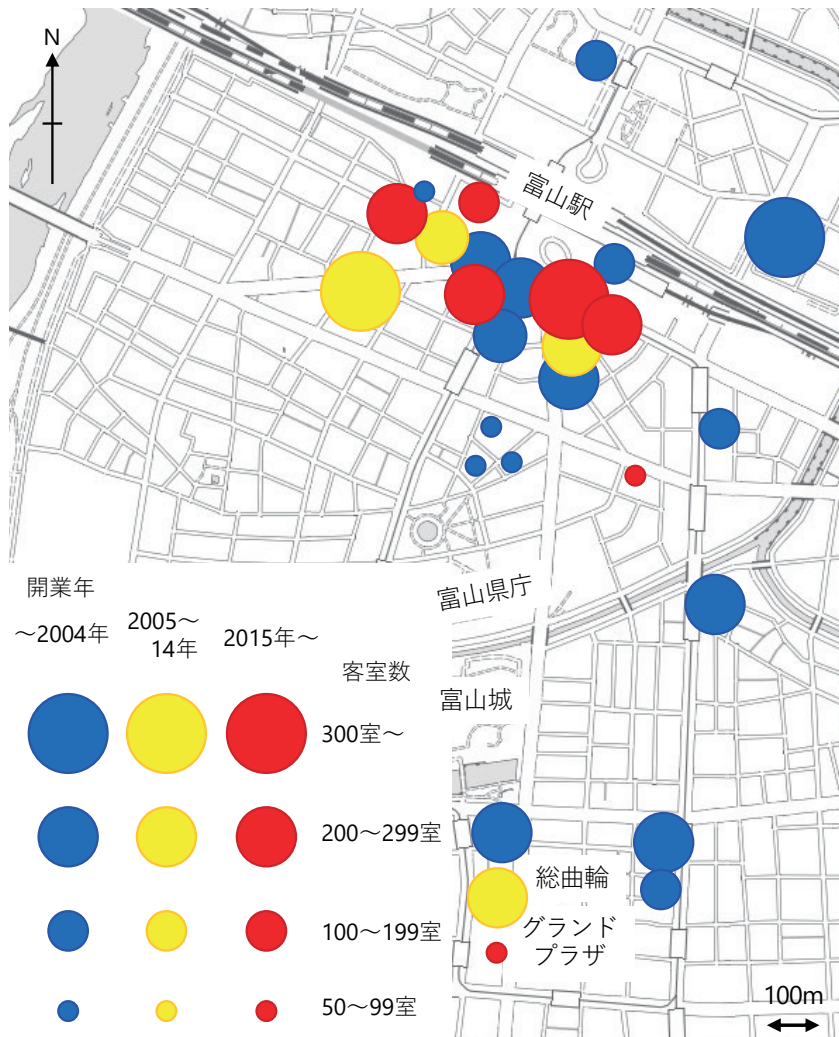 N
富山駅
富山県庁
富山城
総曲輪
グランド
プラザ
100m
開業年
～2004年
2005～
14年
2015年～
客室数
300室～
200～299室
100～199室
50～99室